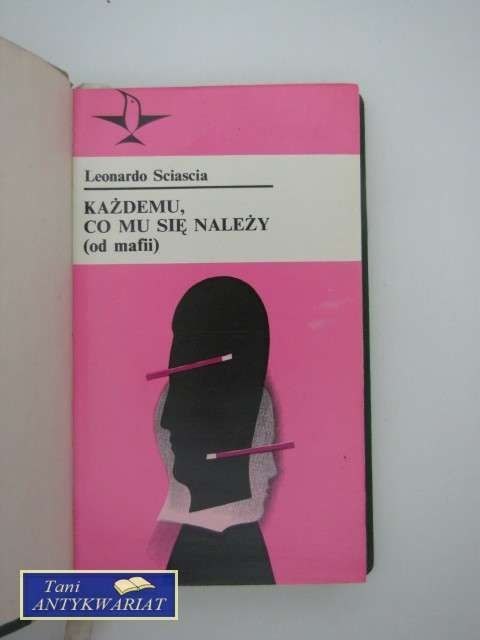 Leonardo Sciascia
KAŻDEMU,
CO MU SIĘ NALEŻY
(od mafii)
Tani
ANTYKWARIAT